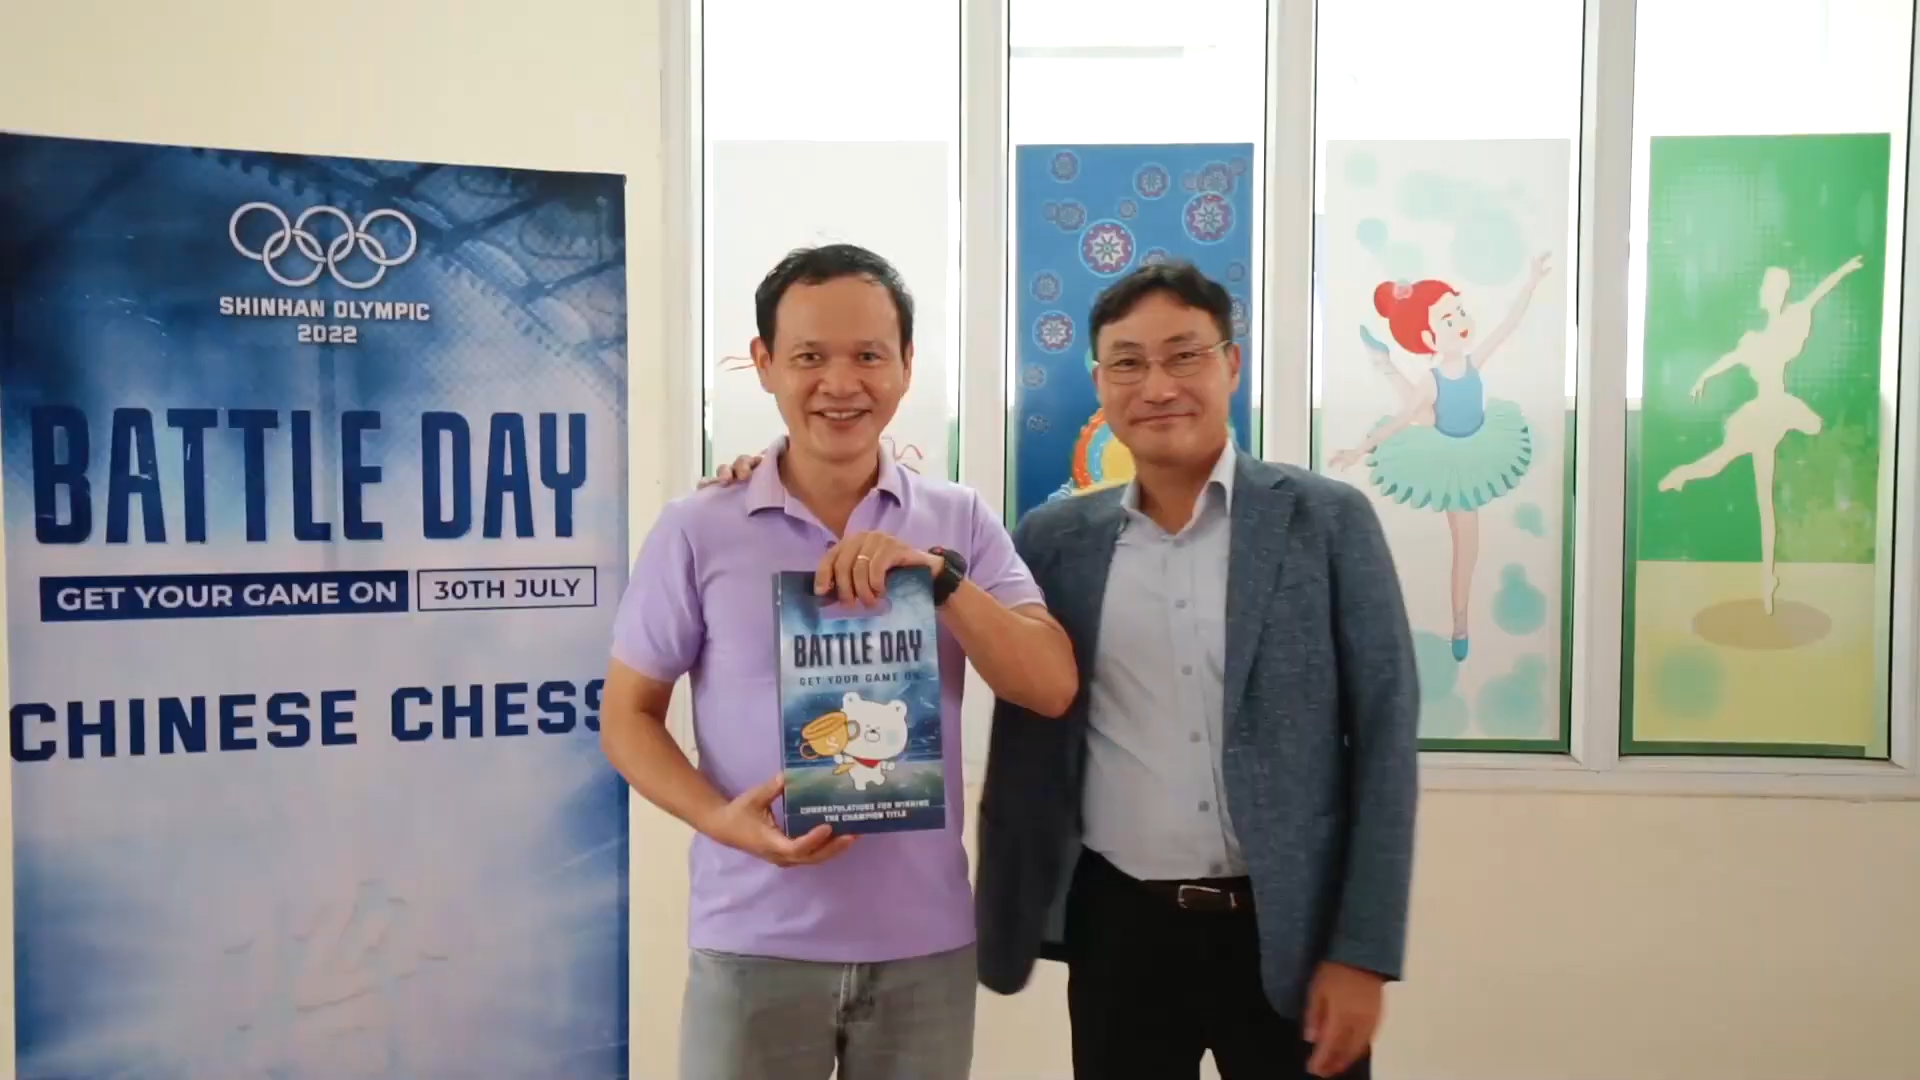 SHINHAN OLYMPIC
2022
BATTLE DAY
GET YOUR GAME ON 30TH JULY
CHINESE CHESS
BATTLE DAY
GET YOUR GAME ON
CONGRATULATIONS FOR WINNING
THE CHAMPION TITLE